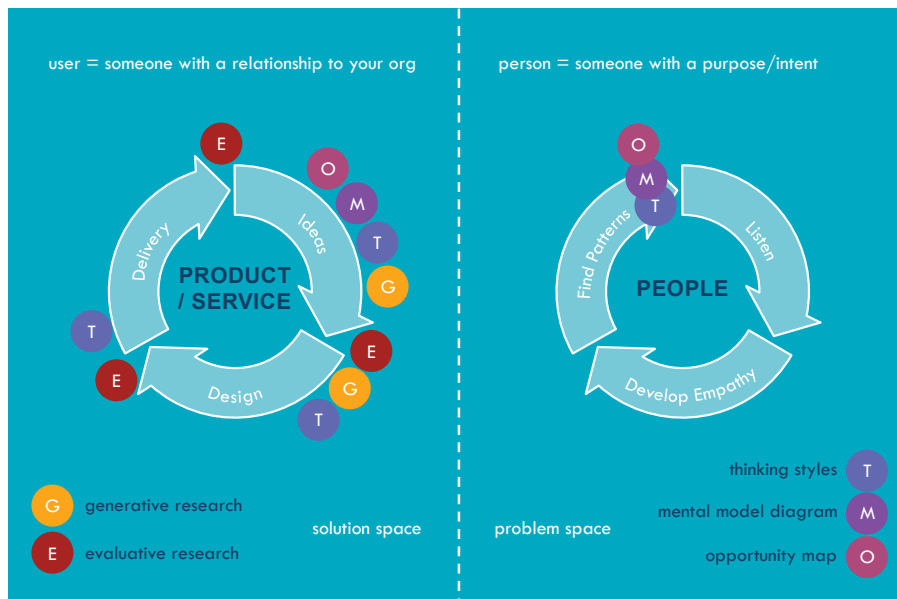 user = someone with a relationship to your org
E
O
M
T
G
Ideas
Delivery
PRODUCT
/ SERVICE
T
E
E
G
T
Design
G generative research
E evaluative research
solution space
person = someone with a purpose/intent
O
M
T
Find Patterns
Listen
PEOPLE
Develop Empathy
problem space
thinking styles T
mental model diagram M
opportunity map O